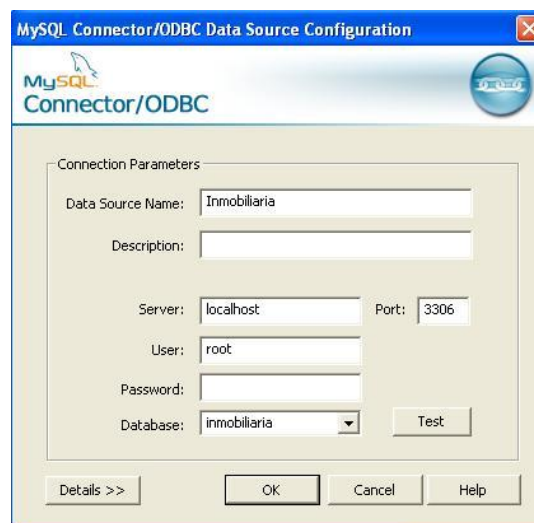 MySQL Connector/ODBC Data Source Configuration
MySQL
Connector/ODBC
Connection Parameters
Data Source Name: Inmobiliaria
Description:
Server: localhost Port: 3306
User: root
Password:
Database: inmobiliaria Test
Details >> OK Cancel Help